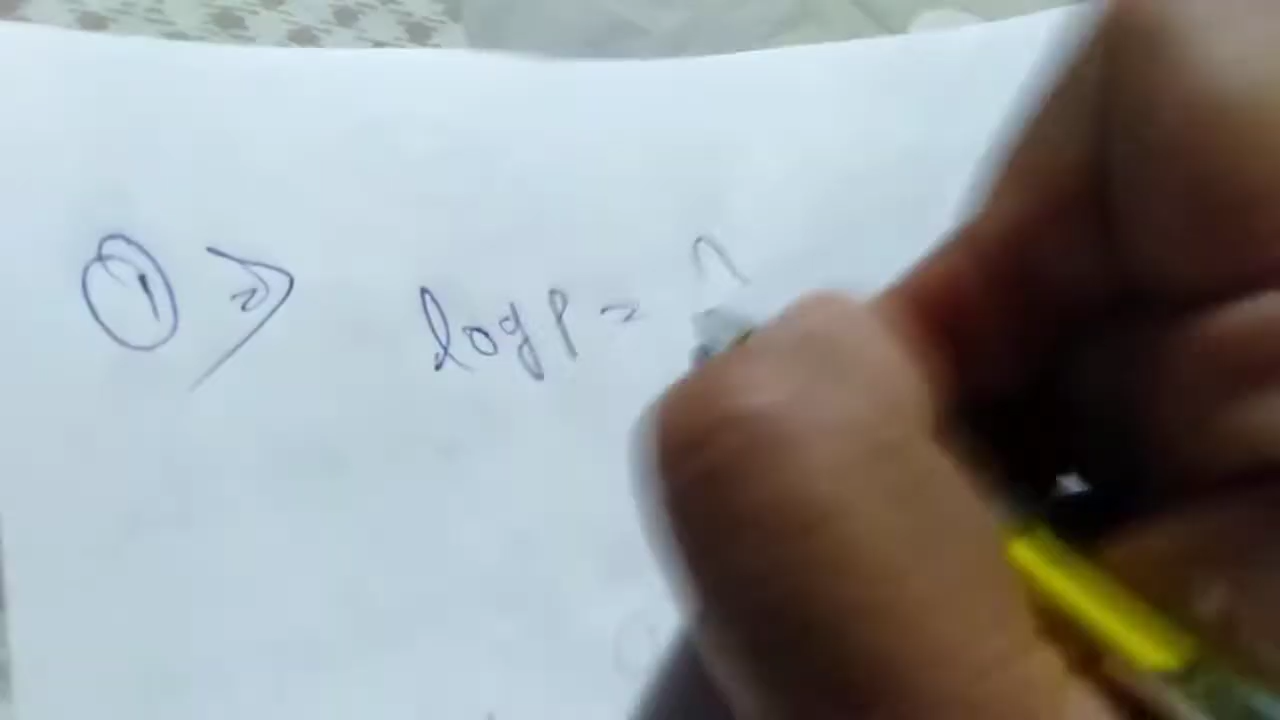 ① ⇒ log P =